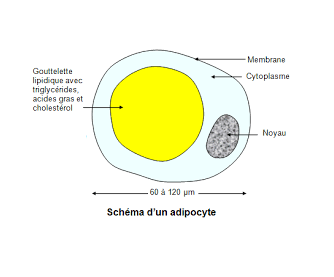 Membrane
Cytoplasme
Gouttelette
lipidique avec
triglycérides,
acides gras et
cholestérol
Noyau
60 à 120 µm
Schéma d'un adipocyte